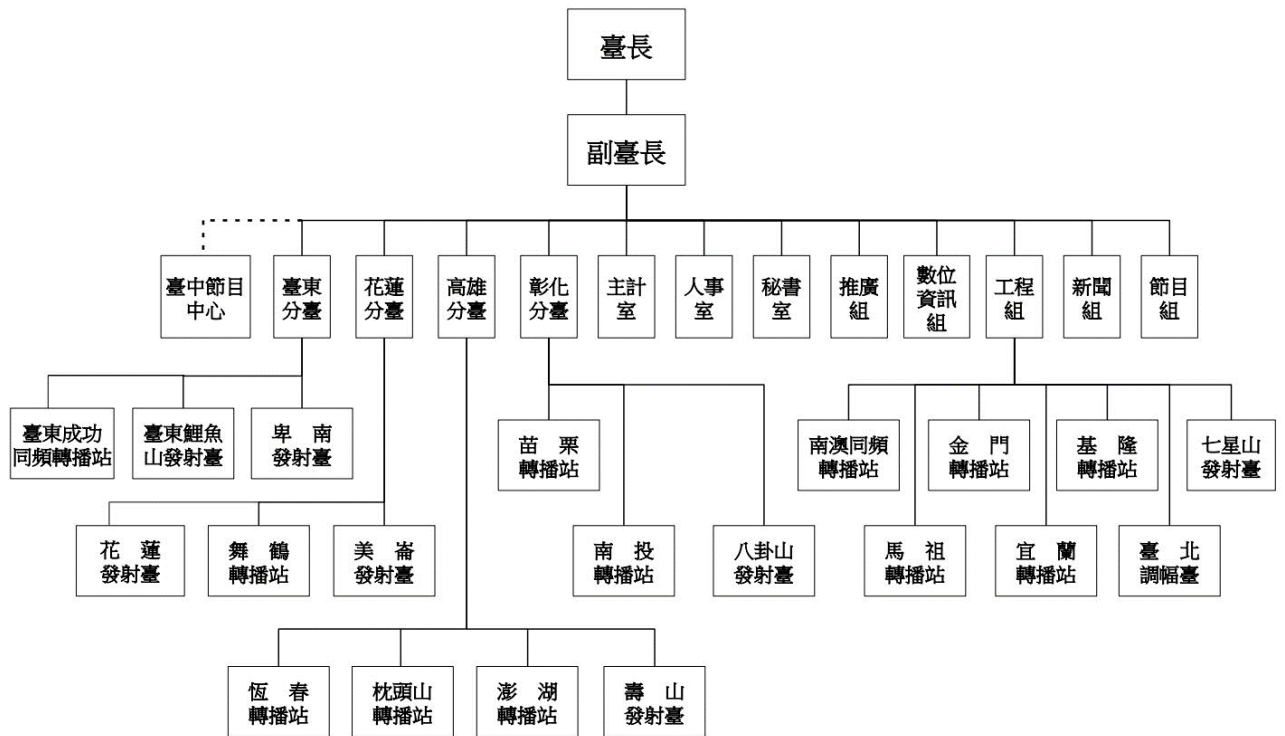 臺長
副臺長
臺中節目
中心
臺東
分臺
花蓮
分臺
高雄
分臺
彰化
分臺
主計
室
人事
室
秘書
室
推廣
組
數位
資訊
組
工程
組
新聞
組
節目
組
臺東成功
同頻轉播站
臺東鯉魚
山發射臺
卑南
發射臺
苗栗
轉播站
南澳同頻
轉播站
金門
轉播站
基隆
轉播站
七星山
發射臺
花蓮
發射臺
舞鶴
轉播站
美崙
發射臺
南投
轉播站
八卦山
發射臺
馬祖
轉播站
宜蘭
轉播站
臺北
調幅臺
恆春
轉播站
枕頭山
轉播站
澎湖
轉播站
壽山
發射臺